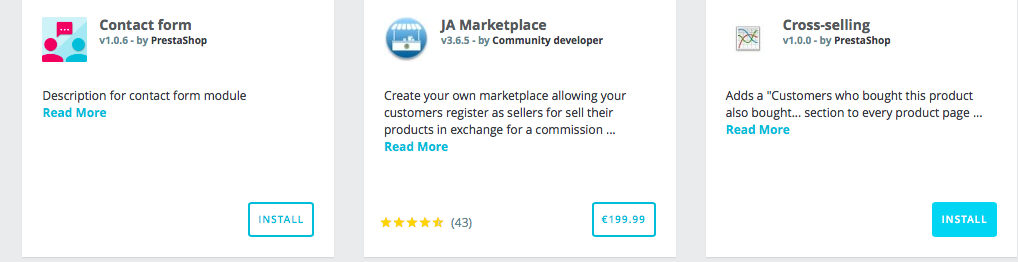 Contact form
v1.0.6 - by PrestaShop
Description for contact form module
Read More
INSTALL
JA Marketplace
v3.6.5 - by Community developer
Create your own marketplace allowing your
customers register as sellers for sell their
products in exchange for a commission ...
Read More
(43)
€199.99
Cross-selling
v1.0.0 - by PrestaShop
Adds a "Customers who bought this product
also bought... section to every product page ...
Read More
INSTALL